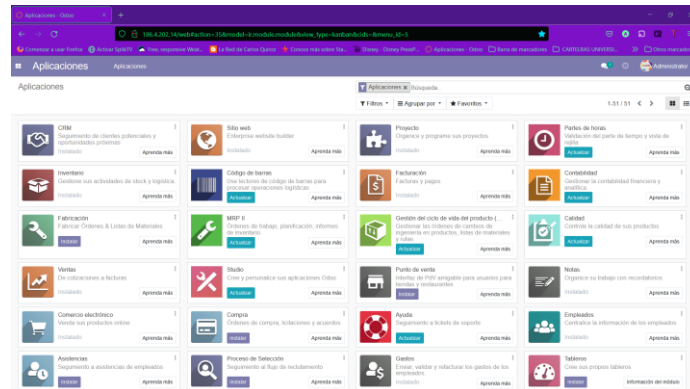 Aplicaciones - Odoo
186.4.202.14/web#action=35&model=ir.module.module&view_type=kanban&cids=&menu_id=5
Comenzar a usar Firefox
Free, responsive West...
La Red de Carlos Quiroz
Conoce más sobre Sta...
Aplicaciones - Odoo
Barra de marcadores
Otros marcadores
Aplicaciones
Aplicaciones
Administrator
Aplicaciones
Aplicaciones x
Búsqueda...
Filtros
Agrupar por
Favoritos
1-51 / 51
CRM
Seguimiento de clientes potenciales y
oportunidades próximas
Instalado
Aprenda más
Sitio web
Enterprise website builder
Instalado
Aprenda más
Proyecto
Organice y programe sus proyectos.
Instalado
Aprenda más
Partes de horas
Validación del parte de tiempo y vista de
Actualizar
Aprenda más
Inventario
Gestione sus actividades de stock y logística
Instalado
Aprenda más
Código de barras
Use lectores de código de barras para
procesar operaciones logísticas
Actualizar
Aprenda más
Facturación
Facturas y pagos
Instalado
Aprenda más
Contabilidad
Gestionar la contabilidad financiera y
analítica
Actualizar
Aprenda más
Fabricación
Fabricar Órdenes & Listas de Materiales
Instalar
Aprenda más
MRP II
Órdenes de trabajo, planificación, informes
de inventario.
Actualizar
Aprenda más
Gestión del ciclo de vida del producto (...
Gestionar las órdenes de cambios de
ingeniería en productos, listas de materiales
y rutas
Actualizar
Aprenda más
Calidad
Controle la calidad de sus productos
Actualizar
Aprenda más
Ventas
De cotizaciones a facturas
Instalado
Aprenda más
Studio
Cree y personalice sus aplicaciones Odoo
Actualizar
Aprenda más
Punto de venta
Interfaz de PdV amigable para usuarios para
tiendas y restaurantes
Instalar
Aprenda más
Notas
Organice su trabajo con recordatorios
Instalado
Aprenda más
Comercio electrónico
Venda sus productos online
Instalado
Aprenda más
Compra
Órdenes de compra, licitaciones y acuerdos
Instalar
Aprenda más
Ayuda
Seguimiento a tickets de soporte
Actualizar
Aprenda más
Empleados
Centralice la información de los empleados
Instalado
Aprenda más
Asistencias
Seguimiento a asistencias de empleados
Instalar
Aprenda más
Proceso de Selección
Seguimiento al flujo de reclutamiento
Instalar
Aprenda más
Gastos
Enviar, validar y refacturar los gastos de los
empleados
Instalado
Aprenda más
Tableros
Cree sus propios tableros
Instalar
Información del módulo